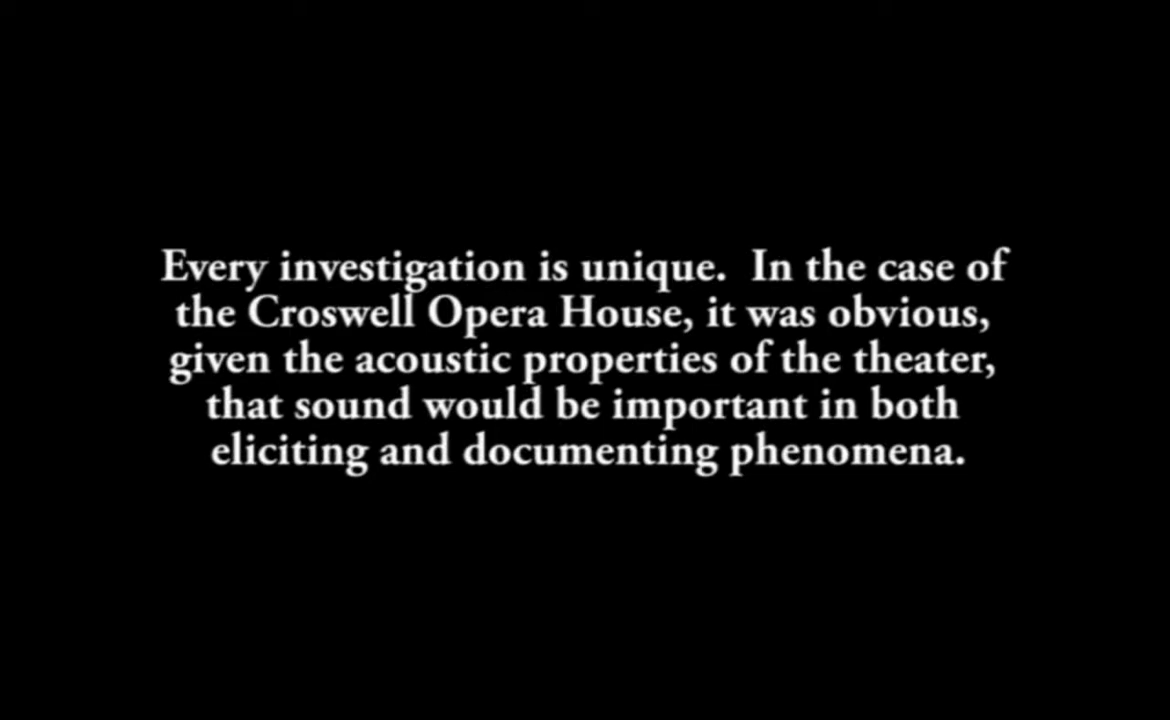 Every investigation is unique.  In the case of
the Croswell Opera House, it was obvious,
given the acoustic properties of the theater,
that sound would be important in both
eliciting and documenting phenomena.